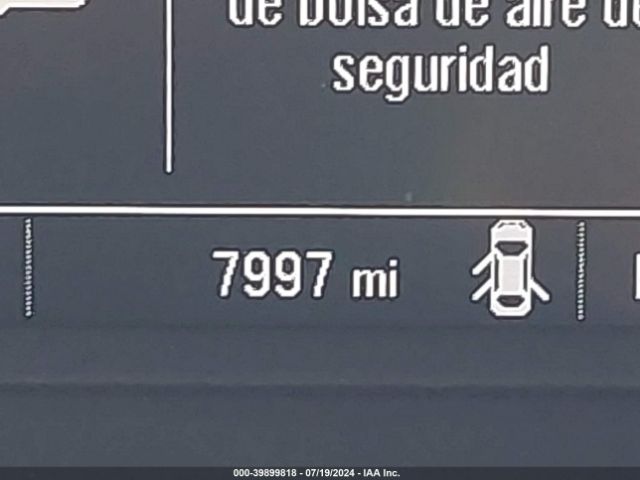 de bolsa de aire de
seguridad
7997 mi
000-39899818 - 07/19/2024 - IAA Inc.